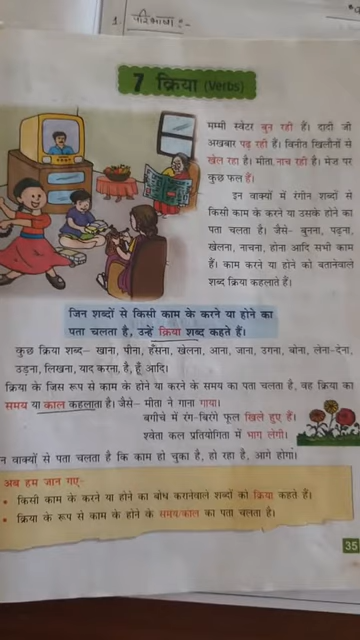 1. परिभाषा :-
7 क्रिया (Verbs)
मम्मी स्वेटर बुन रही हैं। दादी जी
अखबार पढ़ रही हैं। विनीत खिलौनों से
खेल रहा है। मीता नाच रही है। मेज़ पर
कुछ फल हैं।
इन वाक्यों में रंगीन शब्दों से
किसी काम के करने या उसके होने का
पता चलता है। जैसे- बुनना, पढ़ना,
खेलना, नाचना, होना आदि सभी काम
हैं। काम करने या होने को बतानेवाले
शब्द क्रिया कहलाते हैं।
जिन शब्दों से किसी काम के करने या होने का
पता चलता है, उन्हें क्रिया शब्द कहते हैं।
कुछ क्रिया शब्द- खाना, पीना, हँसना, खेलना, आना, जाना, उगना, बोना, लेना-देना,
उड़ना, लिखना, याद करना, है, हूँ आदि।
क्रिया के जिस रूप से काम के होने या करने के समय का पता चलता है, वह क्रिया का
समय या काल कहलाता है। जैसे- मीता ने गाना गाया।
बगीचे में रंग-बिरंगे फूल खिले हुए हैं।
श्वेता कल प्रतियोगिता में भाग लेगी।
न वाक्यों से पता चलता है कि काम हो चुका है, हो रहा है, आगे होगा।
अब हम जान गए-
• किसी काम के करने या होने का बोध करानेवाले शब्दों को क्रिया कहते हैं।
• क्रिया के रूप से काम के होने के समय/काल का पता चलता है।
35